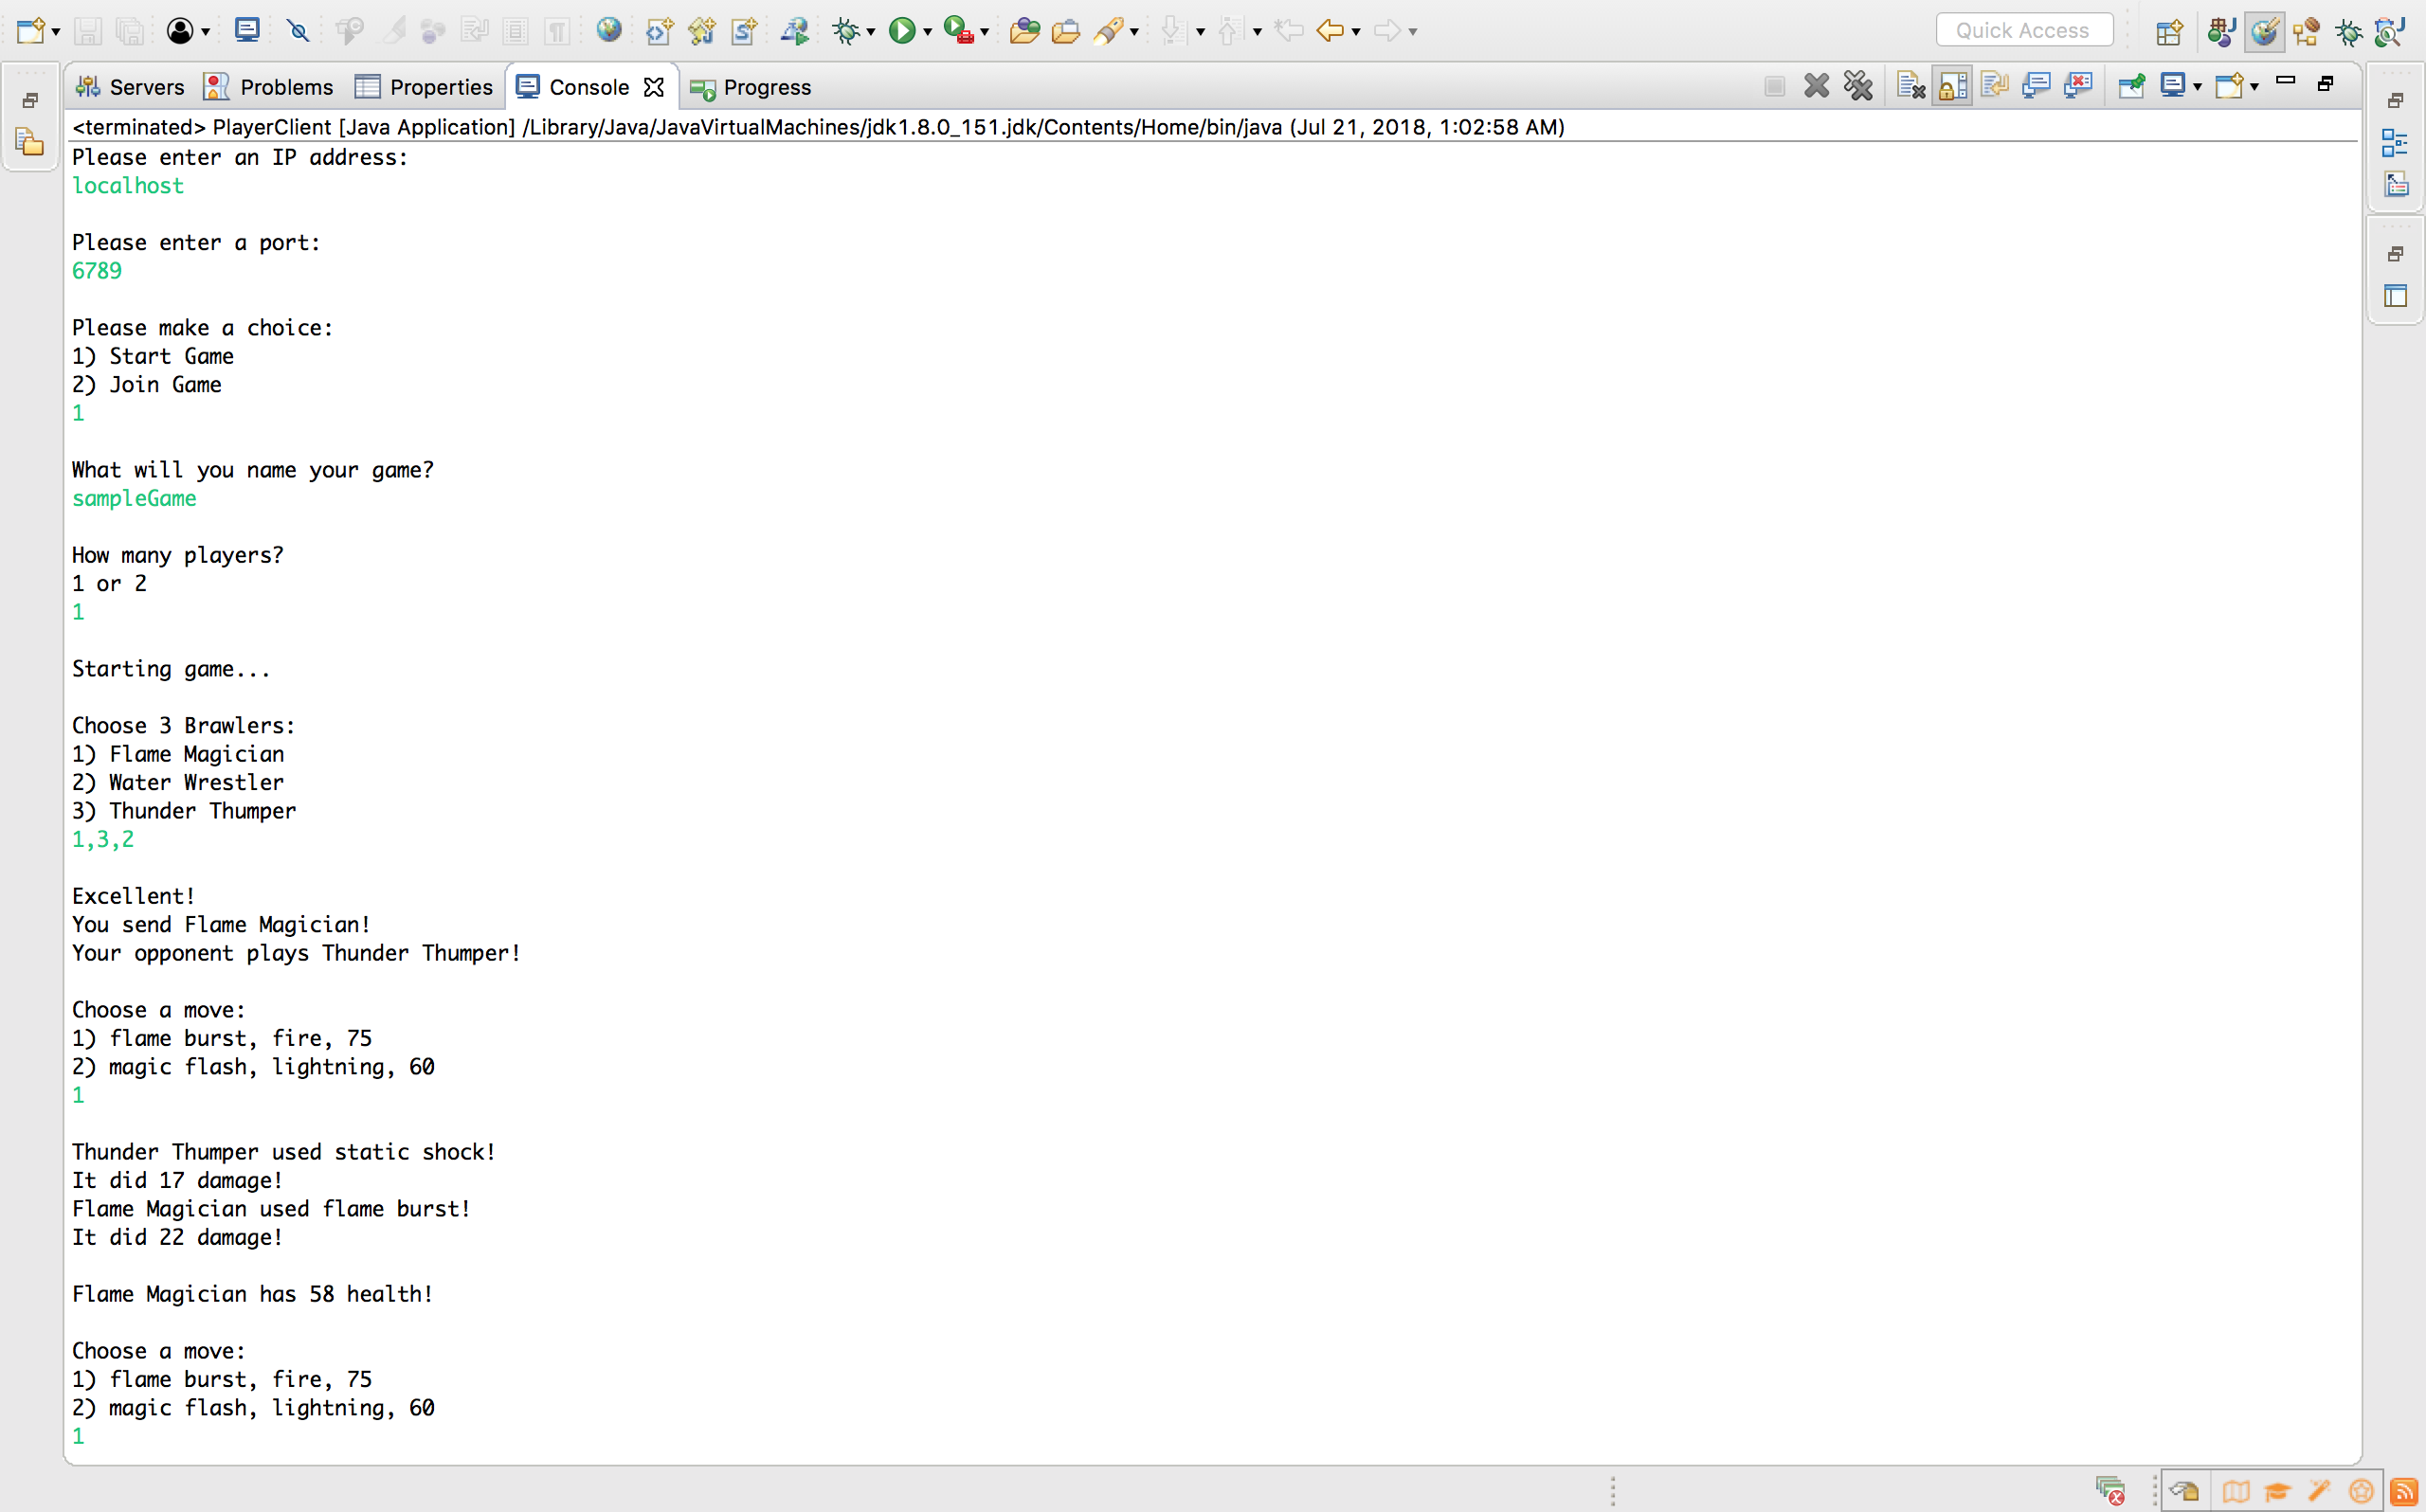 Quick Access
Servers Problems Properties Console Progress
<terminated> PlayerClient [Java Application] /Library/Java/JavaVirtualMachines/jdk1.8.0_151.jdk/Contents/Home/bin/java (Jul 21, 2018, 1:02:58 AM)
Please enter an IP address:
localhost
Please enter a port:
6789
Please make a choice:
1) Start Game
2) Join Game
1
What will you name your game?
sampleGame
How many players?
1 or 2
1
Starting game...
Choose 3 Brawlers:
1) Flame Magician
2) Water Wrestler
3) Thunder Thumper
1,3,2
Excellent!
You send Flame Magician!
Your opponent plays Thunder Thumper!
Choose a move:
1) flame burst, fire, 75
2) magic flash, lightning, 60
1
Thunder Thumper used static shock!
It did 17 damage!
Flame Magician used flame burst!
It did 22 damage!
Flame Magician has 58 health!
Choose a move:
1) flame burst, fire, 75
2) magic flash, lightning, 60
1